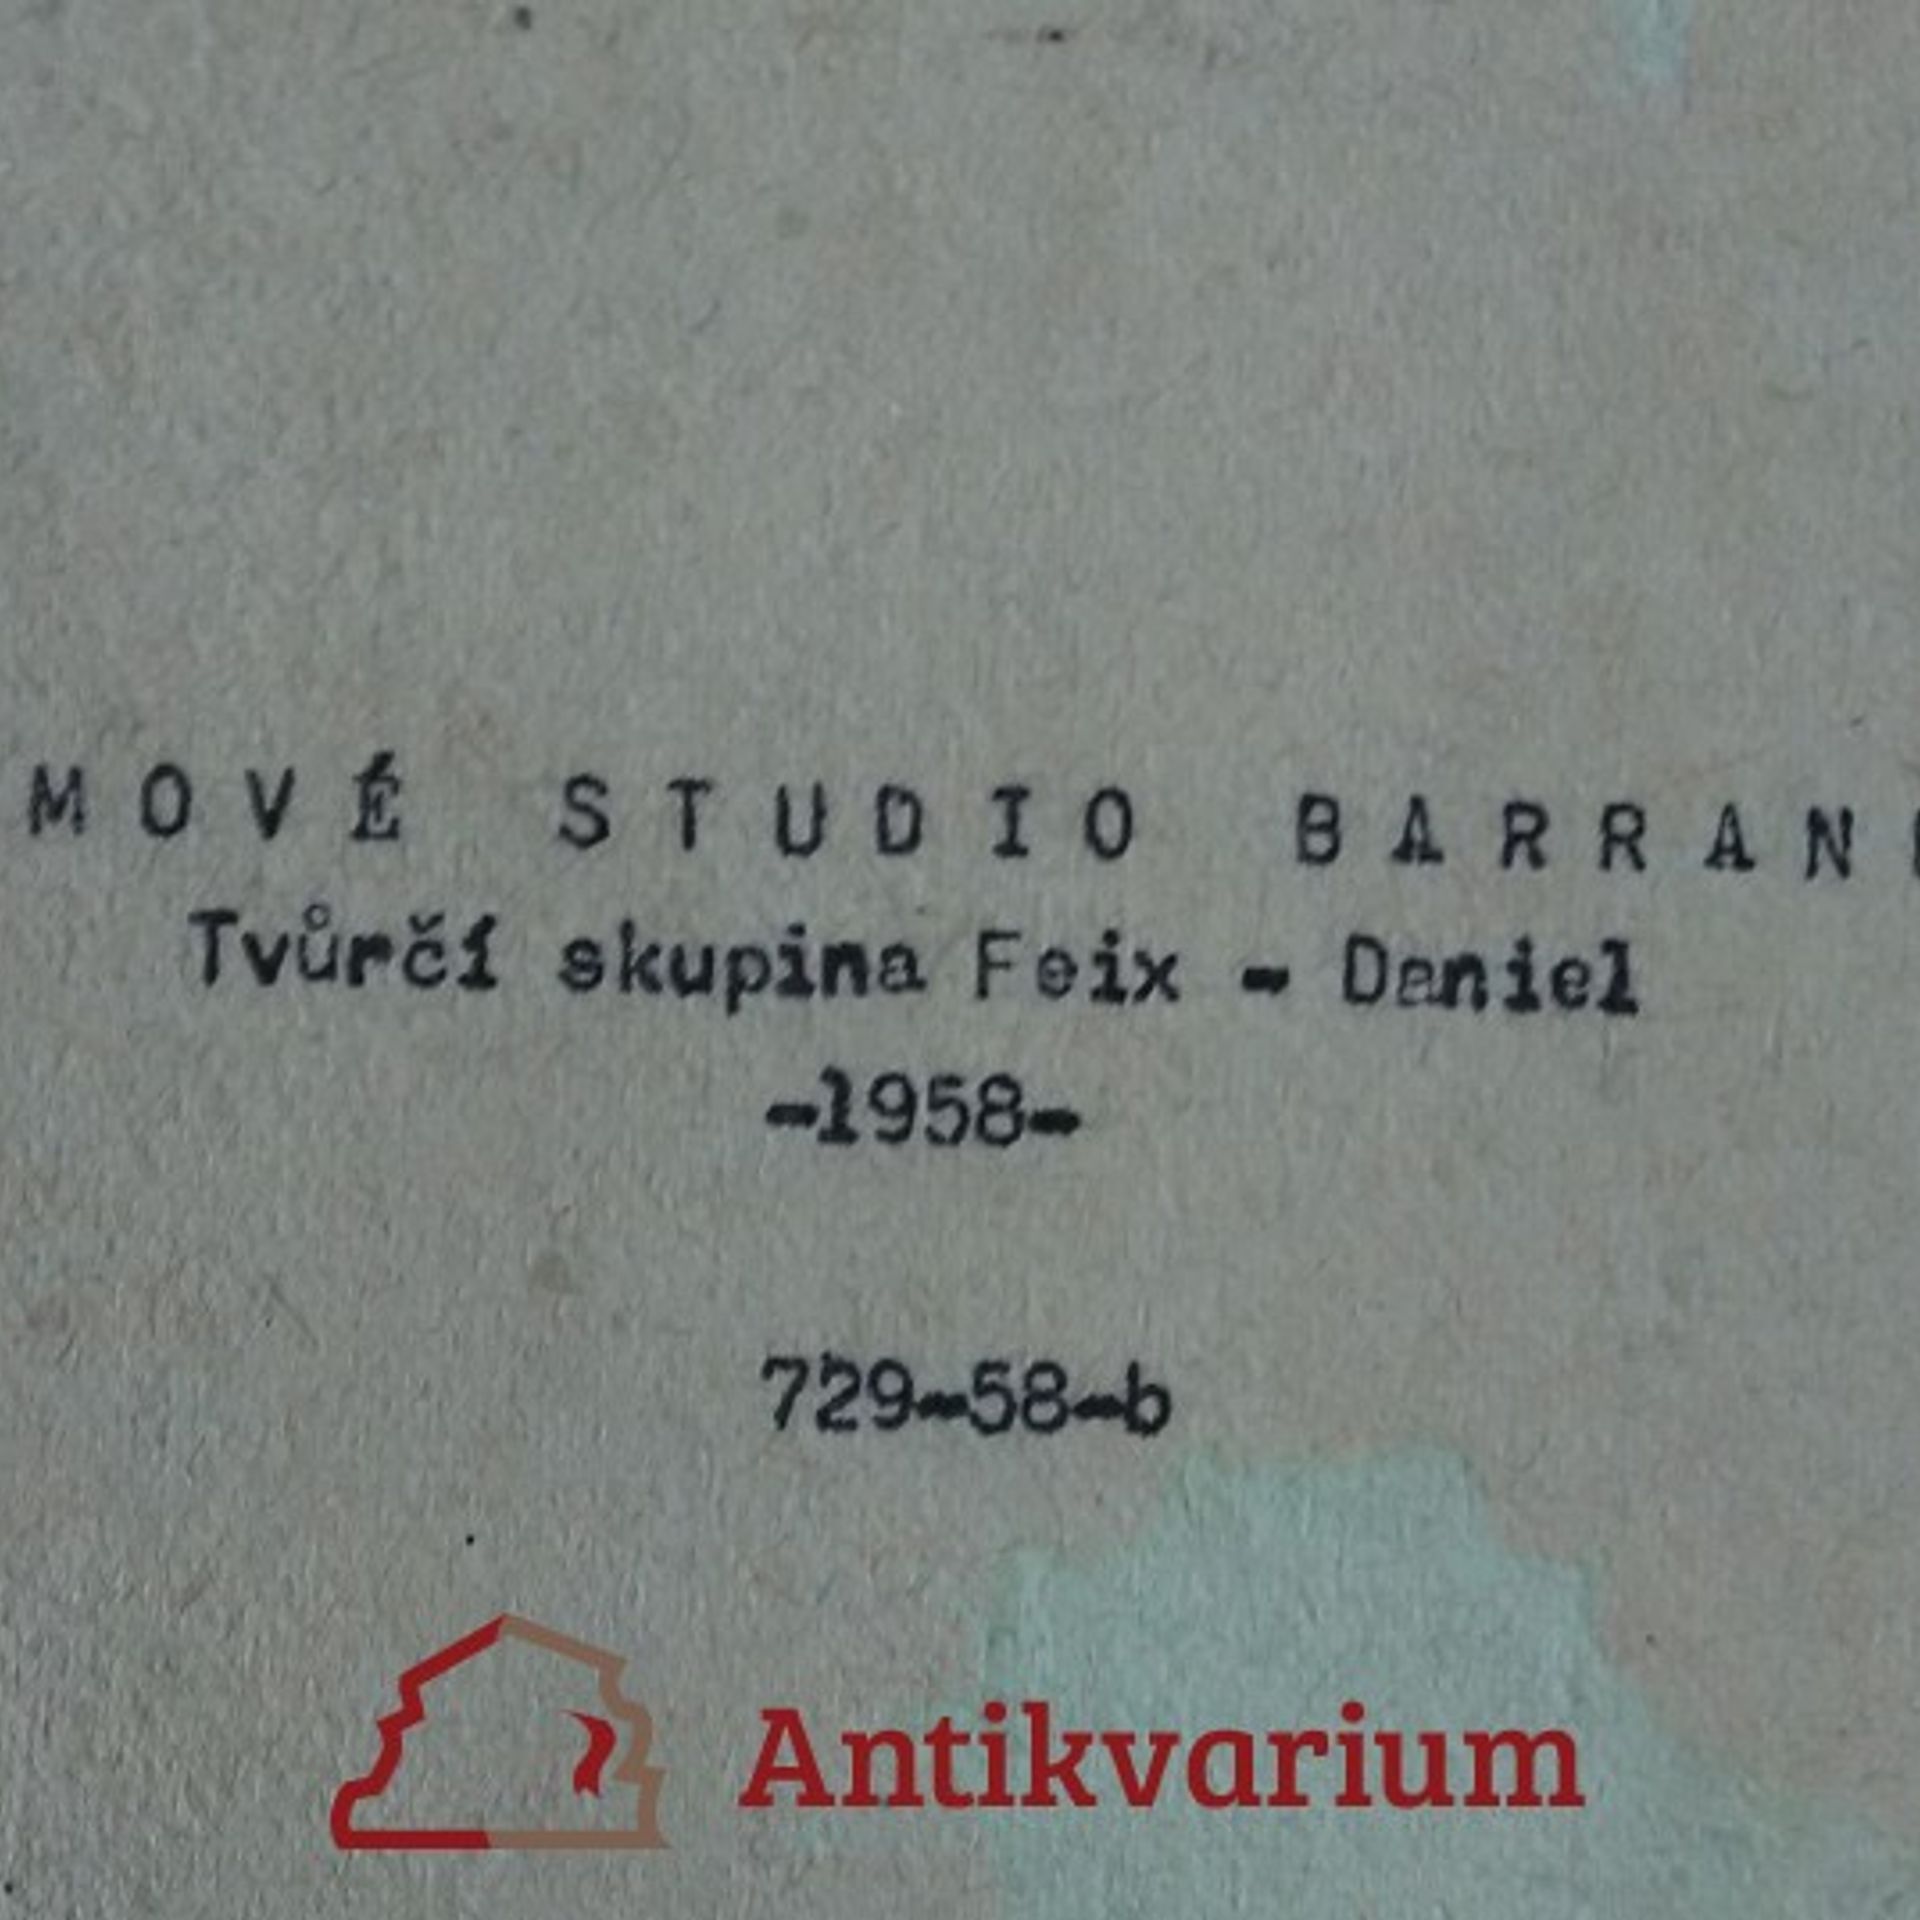 MOVÉ STUDIO BARRAN
Tvůrčí skupina Feix - Daniel
-1958-
729-58-b
Antikvarium